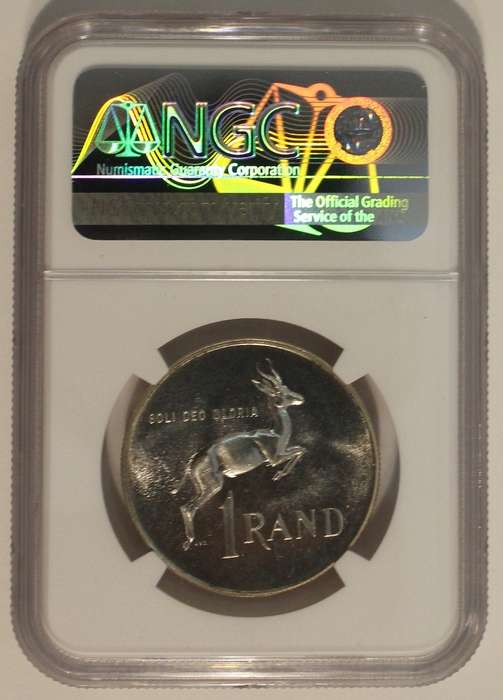 NGC
Numismatic Guaranty Corporation
The Official Grading
Service of the
SOLI DEO GLORIA
1 RAND